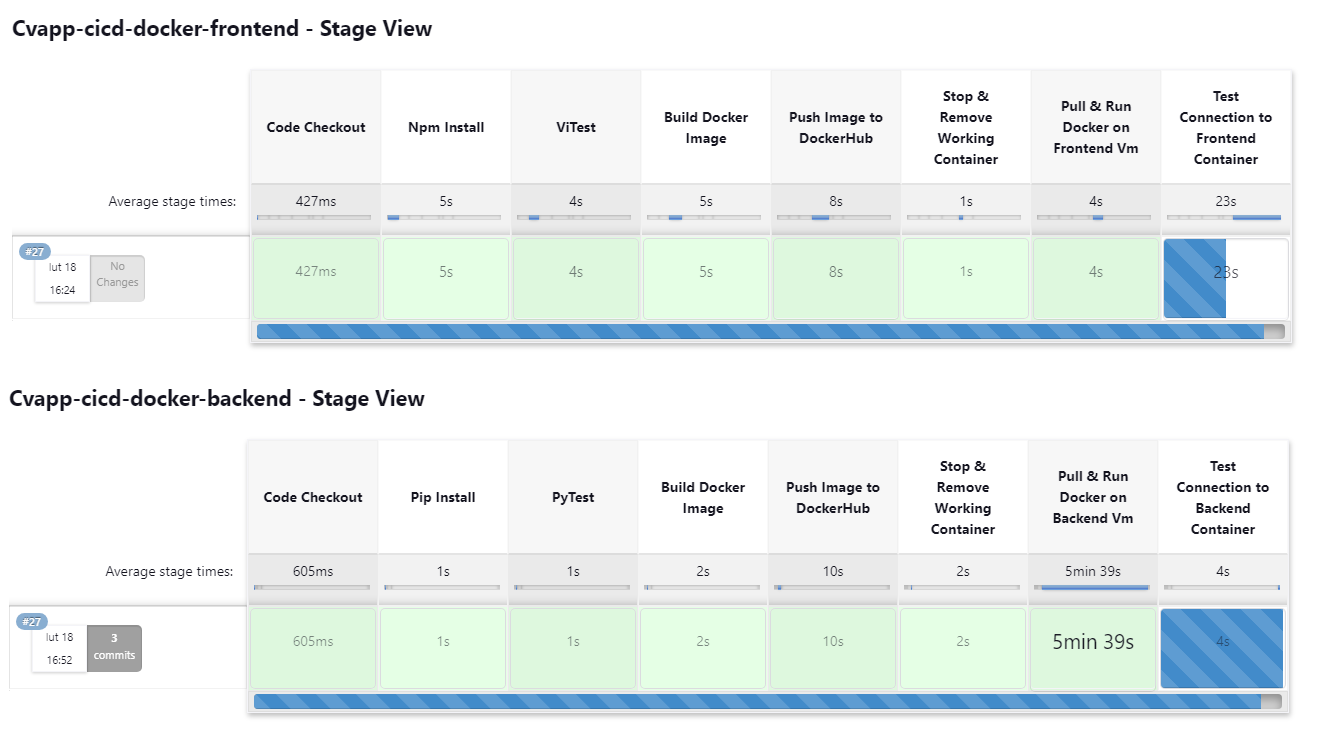 Cvapp-cicd-docker-frontend - Stage View
Code Checkout
Npm Install
ViTest
Build Docker
Image
Push Image to
DockerHub
Stop &
Remove
Working
Container
Pull & Run
Docker on
Frontend Vm
Test
Connection to
Frontend
Container
Average stage times:
427ms
5s
4s
5s
8s
1s
4s
23s
#27
lut 18
16:24
No
Changes
427ms
5s
4s
5s
8s
1s
4s
23s
Cvapp-cicd-docker-backend - Stage View
Code Checkout
Pip Install
PyTest
Build Docker
Image
Push Image to
DockerHub
Stop &
Remove
Working
Container
Pull & Run
Docker on
Backend Vm
Test
Connection to
Backend
Container
Average stage times:
605ms
1s
1s
2s
10s
2s
5min 39s
4s
#27
lut 18
16:52
3
commits
605ms
1s
1s
2s
10s
2s
5min 39s
4s